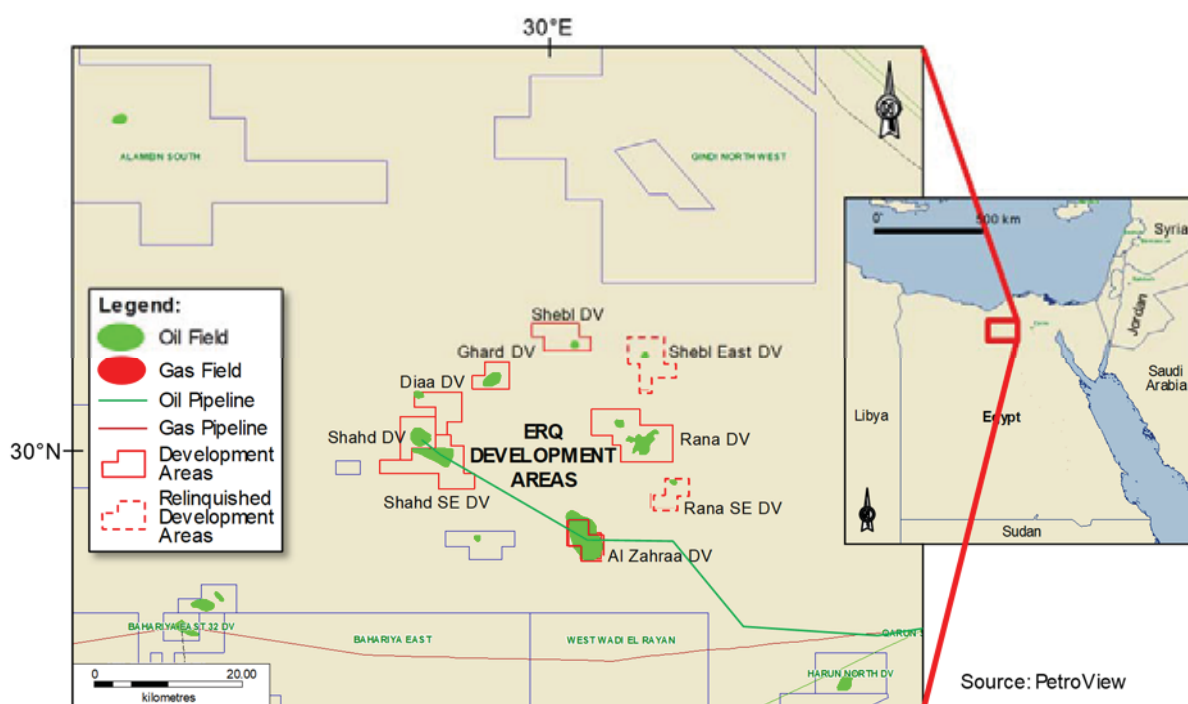 30°E
ALAMEIN SOUTH
GINDI NORTH WEST
0
500 km
Syria
Jordan
Saudi
Arabia
Libya
Egypt
Sudan
Legend:
Oil Field
Gas Field
Oil Pipeline
Gas Pipeline
Development
Areas
Relinquished
Development
Areas
30°N
Shebl DV
Shebl East DV
Ghard DV
Diaa DV
Shahd DV
ERQ
DEVELOPMENT
AREAS
Rana DV
Shahd SE DV
Rana SE DV
Al Zahraa DV
BAHARIYA EAST 32 DV
BAHARIYA EAST
WEST WADI EL RAYAN
QARUN S
HARUN NORTH DV
0
20.00
kilometres
Source: PetroView